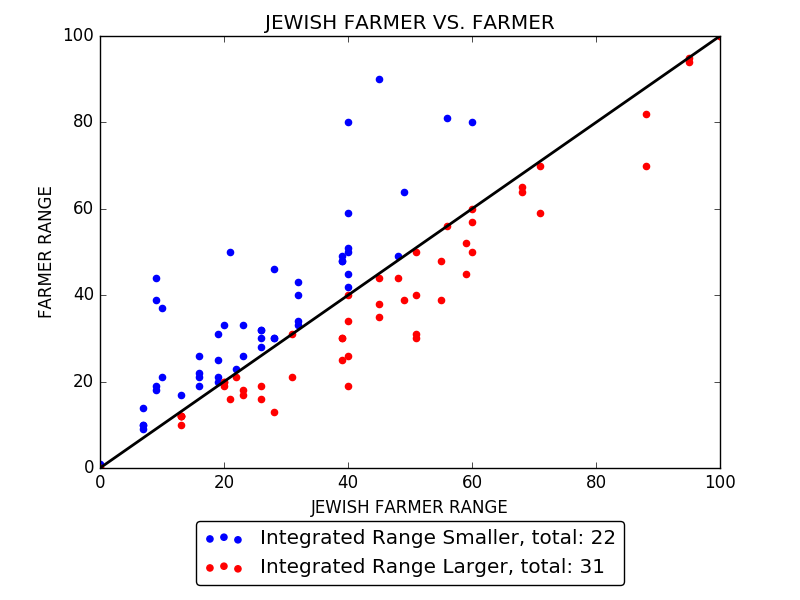 JEWISH FARMER VS. FARMER
100
80
60
40
20
0
FARMER RANGE
0 20 40 60 80 100
JEWISH FARMER RANGE
Integrated Range Smaller, total: 22
Integrated Range Larger, total: 31